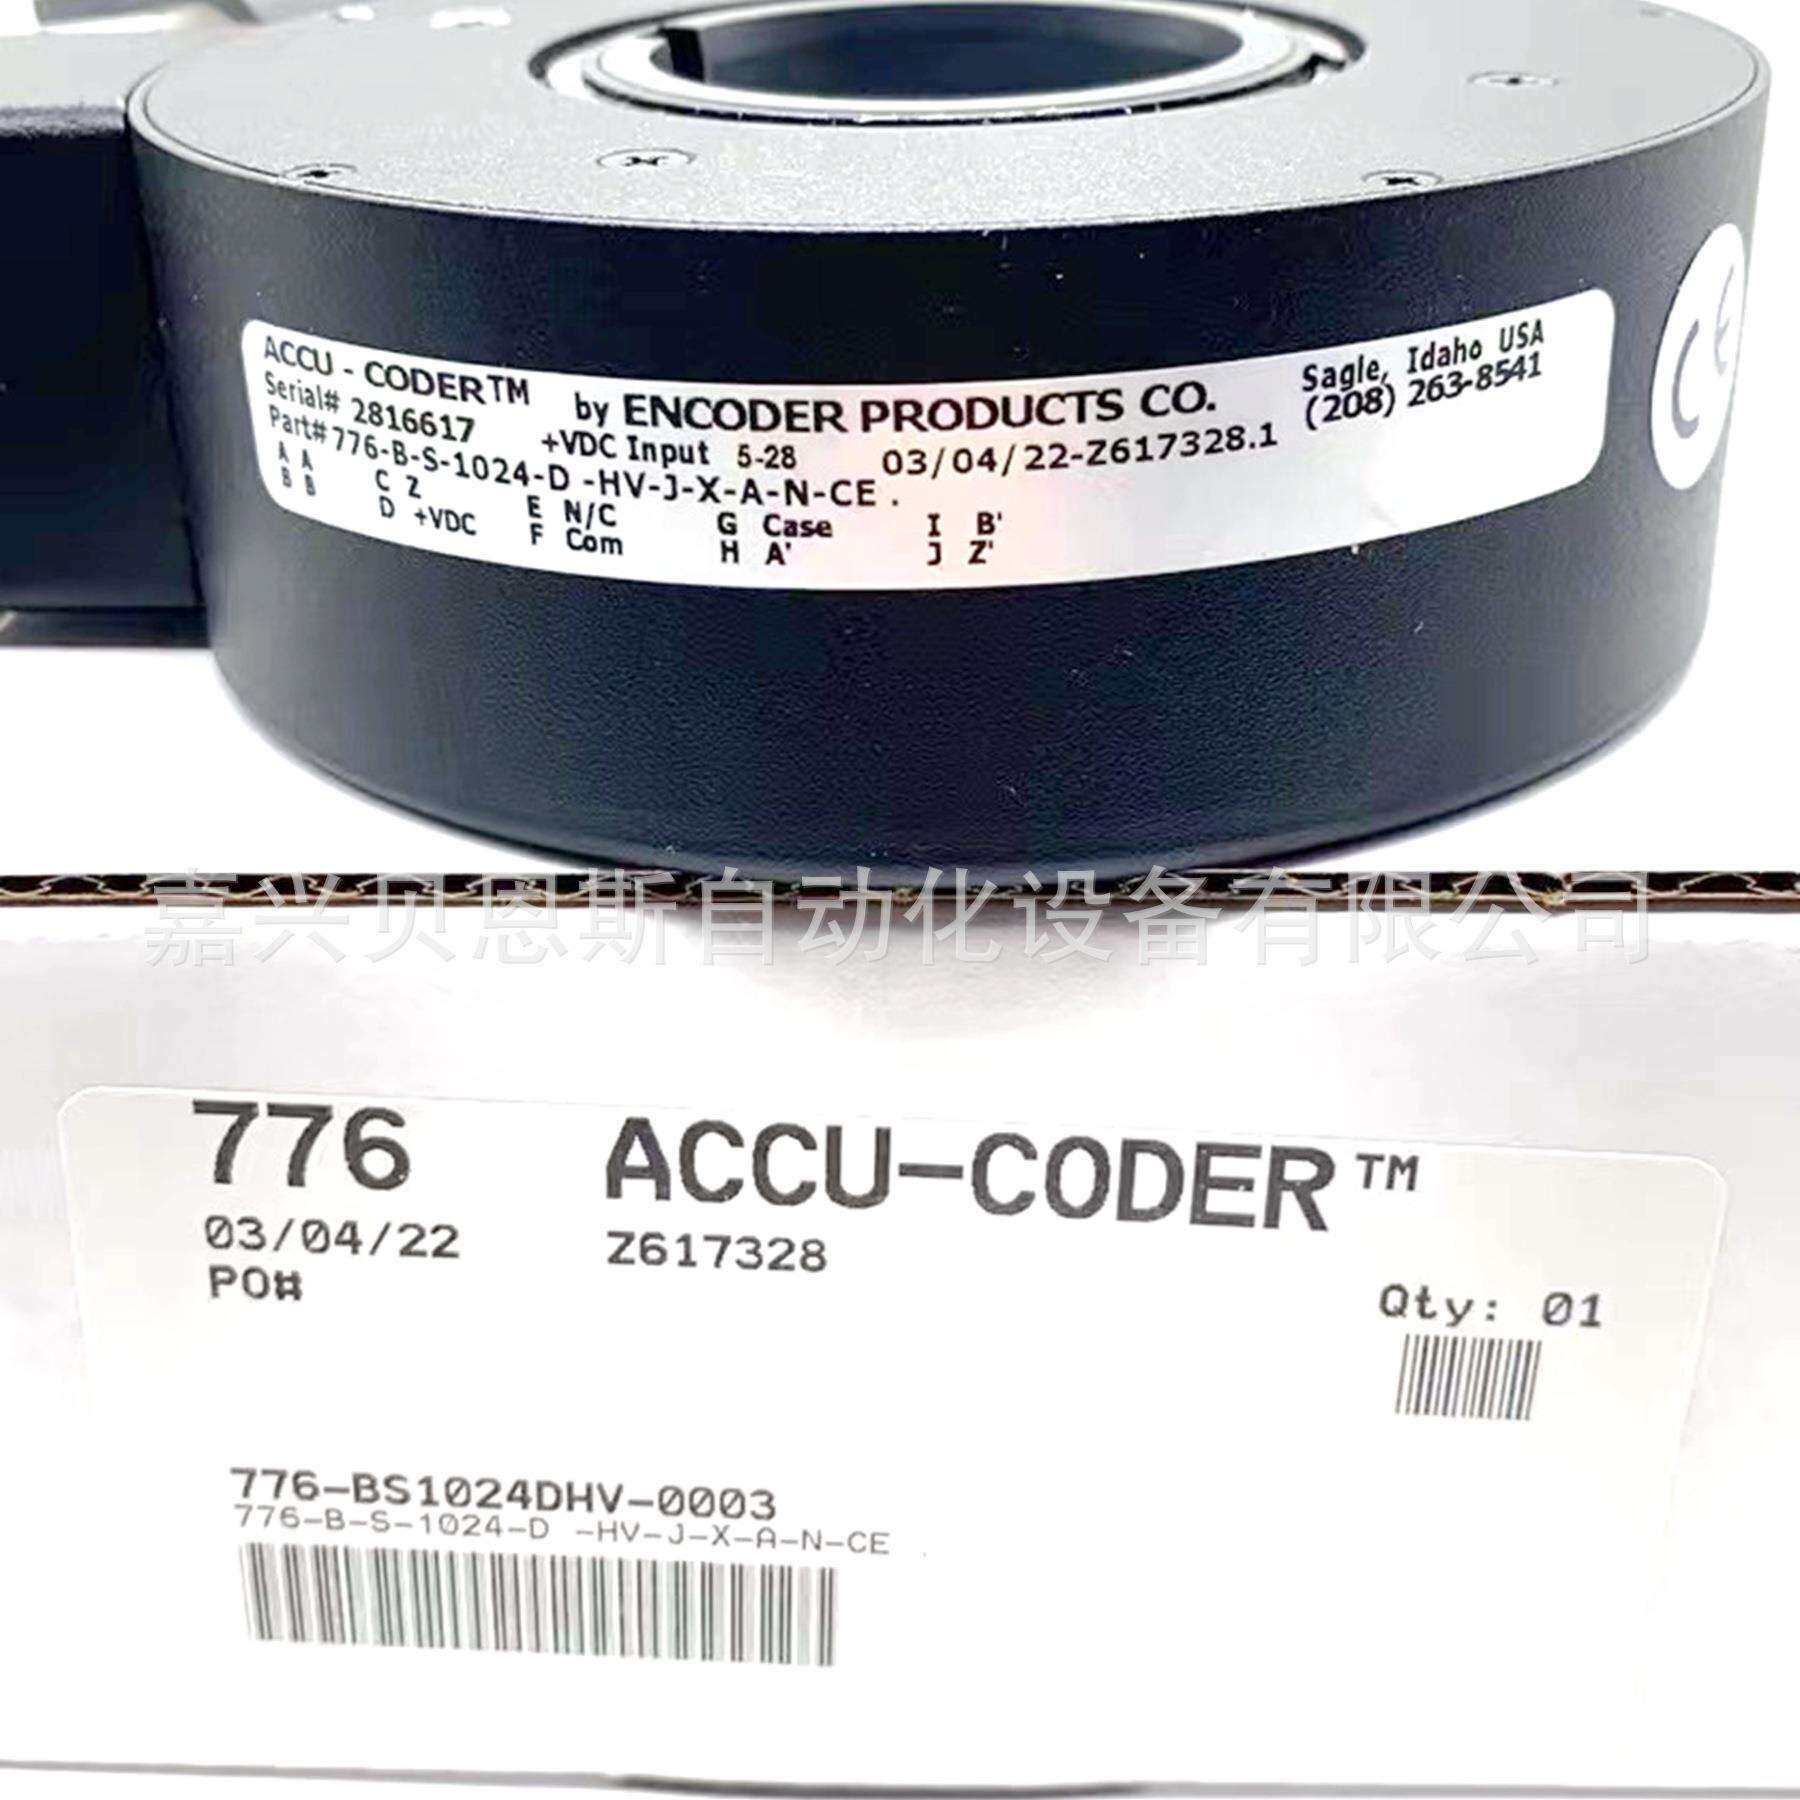 ACCU - CODER™ by ENCODER PRODUCTS CO. Sagle, Idaho USA
Serial# 2816617 +VDC Input 5-28 03/04/22-Z617328.1 (208) 263-8541
Part# 776-B-S-1024-D -HV-J-X-A-N-CE .
A A C Z E N/C G Case I B'
B B D +VDC F Com H A' J Z'
CE
嘉兴贝恩斯自动化设备有限公司
776 ACCU-CODER™
03/04/22 Z617328
PO#
Qty: 01
776-BS1024DHV-0003
776-B-S-1024-D -HV-J-X-A-N-CE .